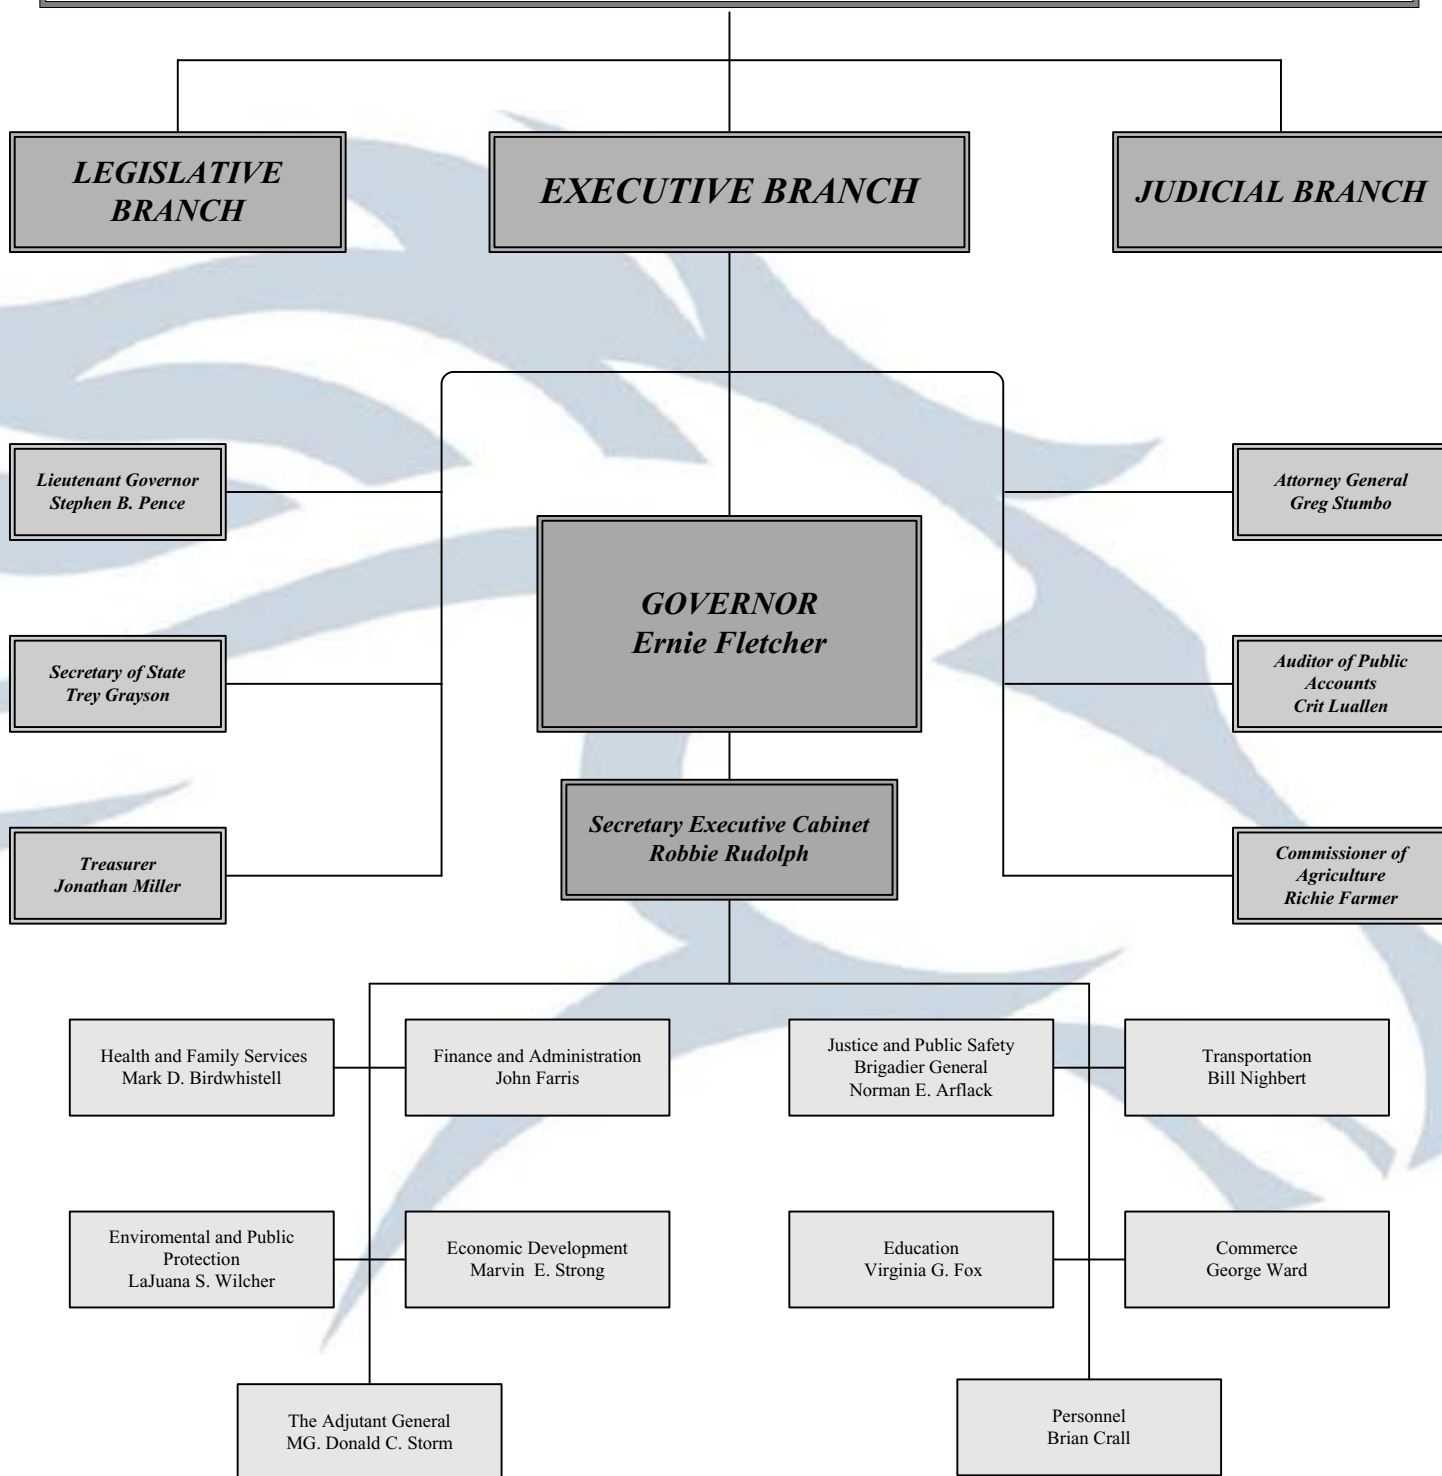 LEGISLATIVE
BRANCH
EXECUTIVE BRANCH
JUDICIAL BRANCH
Lieutenant Governor
Stephen B. Pence
Attorney General
Greg Stumbo
GOVERNOR
Ernie Fletcher
Secretary of State
Trey Grayson
Auditor of Public
Accounts
Crit Luallen
Secretary Executive Cabinet
Robbie Rudolph
Treasurer
Jonathan Miller
Commissioner of
Agriculture
Richie Farmer
Health and Family Services
Mark D. Birdwhistell
Finance and Administration
John Farris
Justice and Public Safety
Brigadier General
Norman E. Arflack
Transportation
Bill Nighbert
Enviromental and Public
Protection
LaJuana S. Wilcher
Economic Development
Marvin E. Strong
Education
Virginia G. Fox
Commerce
George Ward
The Adjutant General
MG. Donald C. Storm
Personnel
Brian Crall